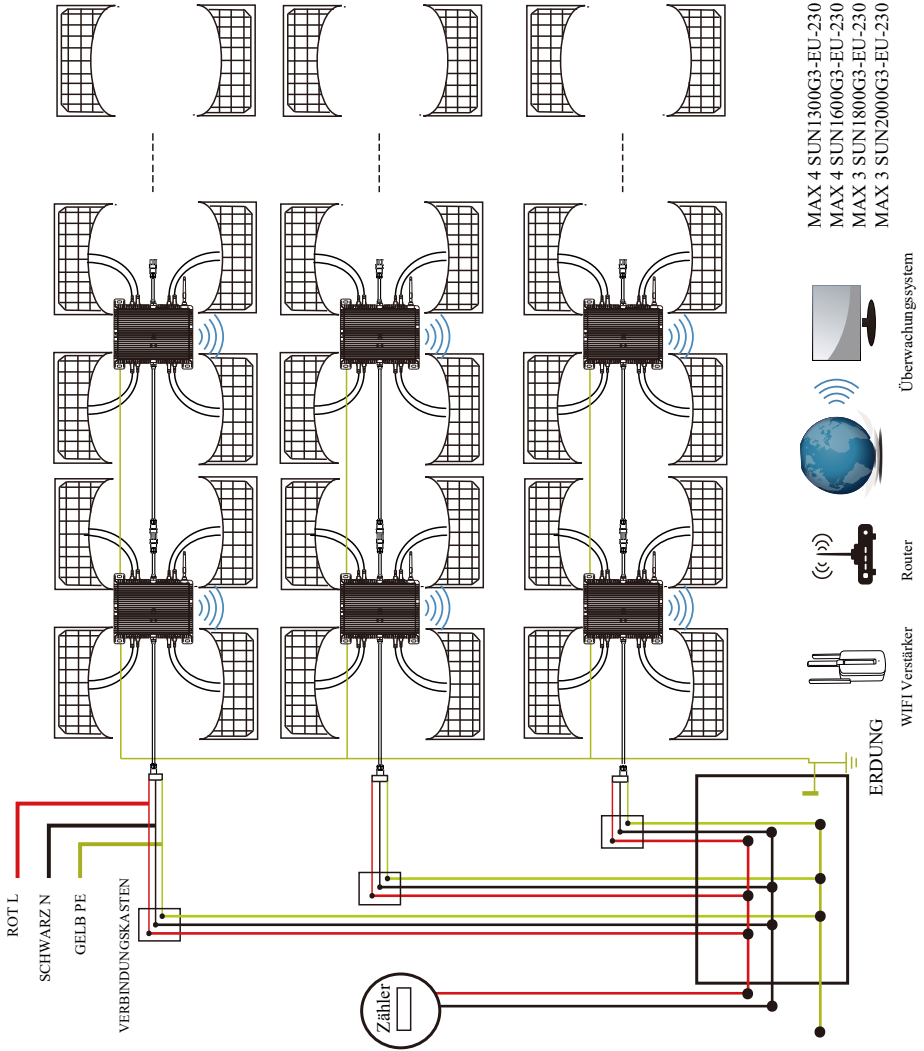 ROT L
SCHWARZ N
GELB PE
VERBINDUNGSKASTEN
Zähler
ERDUNG
WIFI Verstärker
Router
Überwachungssystem
MAX 4 SUN1300G3-EU-230
MAX 4 SUN1600G3-EU-230
MAX 3 SUN1800G3-EU-230
MAX 3 SUN2000G3-EU-230